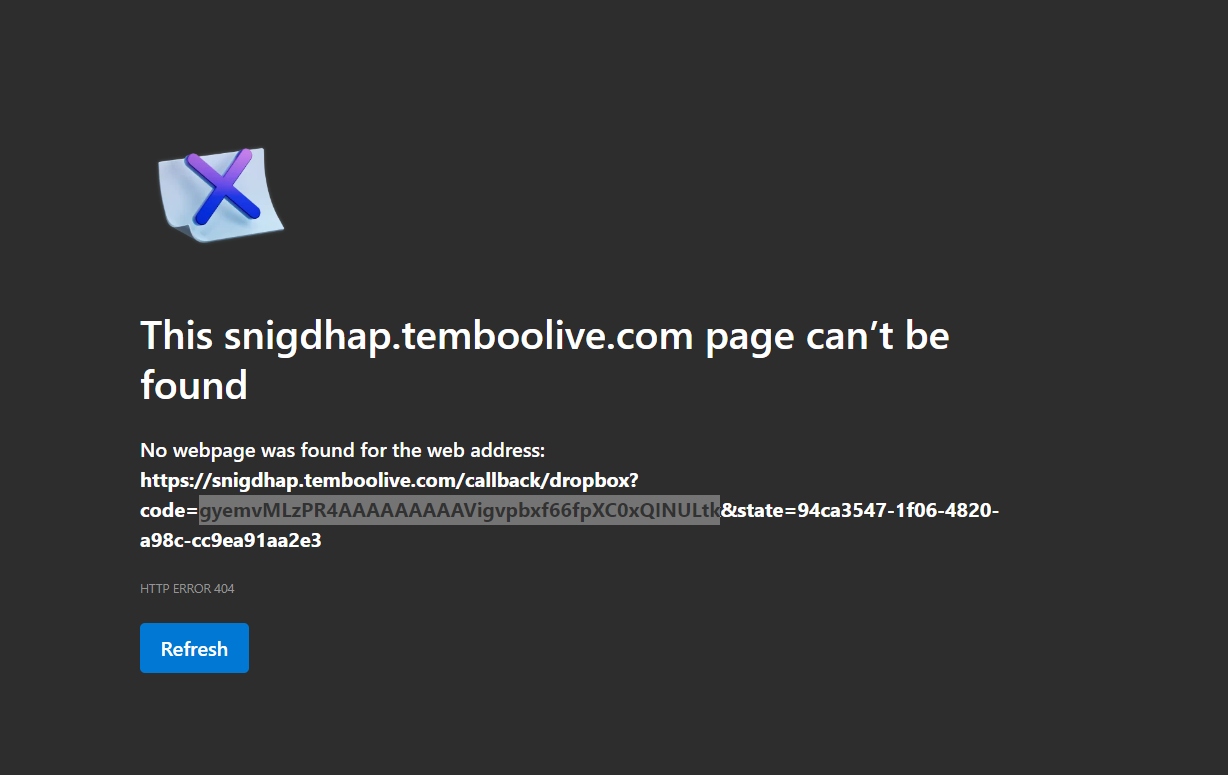 This snigdhap.temboolive.com page can’t be
found
No webpage was found for the web address:
https://snigdhap.temboolive.com/callback/dropbox?
code=gyemvMLzPR4AAAAAAAAAVigvpbxf66fpXC0xQINULtk&state=94ca3547-1f06-4820-
a98c-cc9ea91aa2e3
HTTP ERROR 404
Refresh